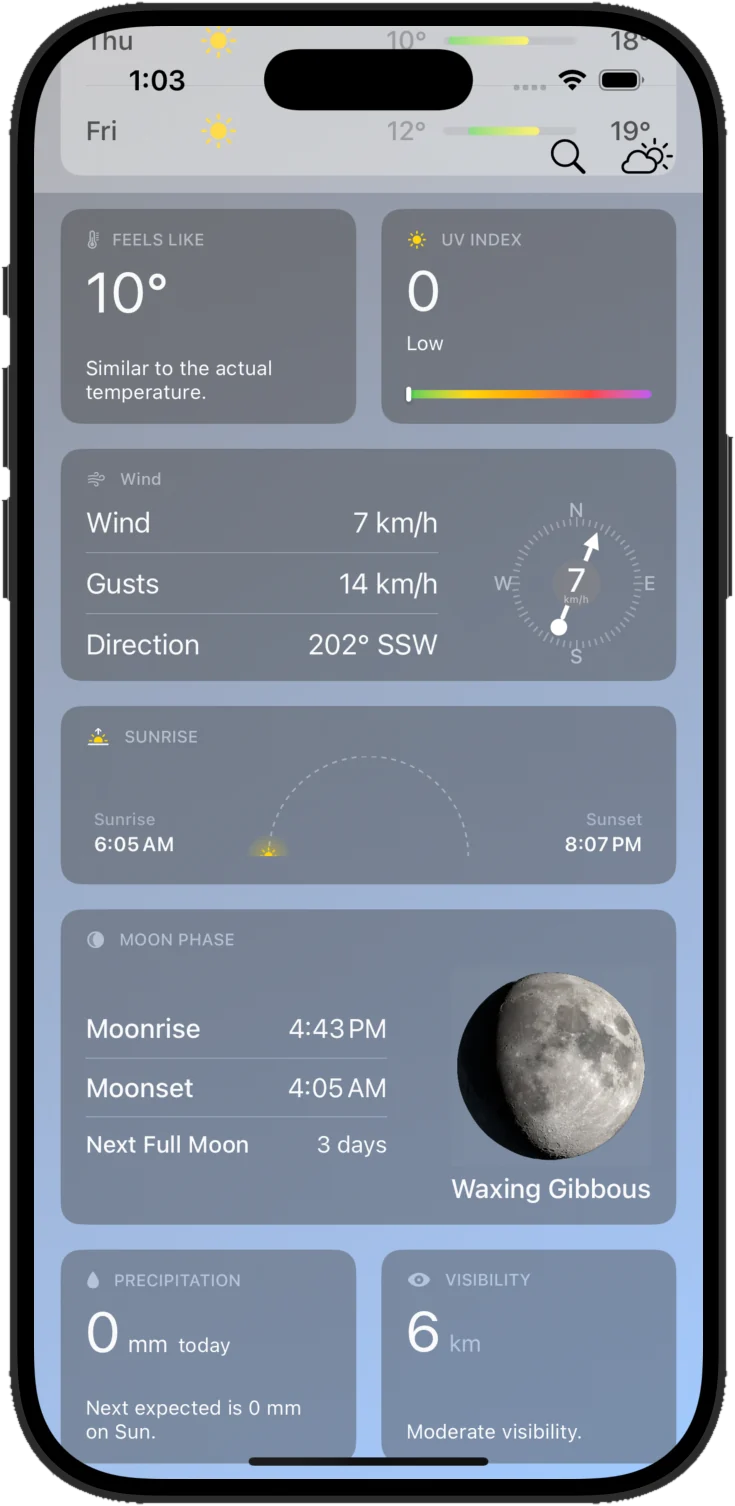 Thu 10° 18°
1:03
Fri 12° 19°
FEELS LIKE
10°
Similar to the actual
temperature.
UV INDEX
0
Low
Wind
Wind 7 km/h
Gusts 14 km/h
Direction 202° SSW
N
W E
S
7
km/h
SUNRISE
Sunrise
6:05 AM
Sunset
8:07 PM
MOON PHASE
Moonrise 4:43 PM
Moonset 4:05 AM
Next Full Moon 3 days
Waxing Gibbous
PRECIPITATION
0 mm today
Next expected is 0 mm
on Sun.
VISIBILITY
6 km
Moderate visibility.